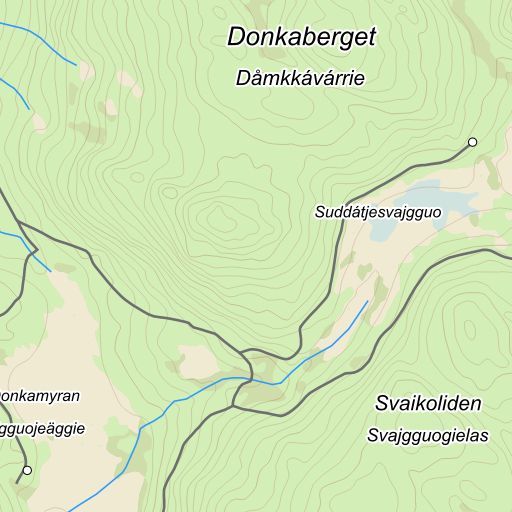 Donkaberget
Dåmkkávárrie
Suddátjesvajgguo
onkamyran
gguojeäggie
Svaikoliden
Svajgguogielas